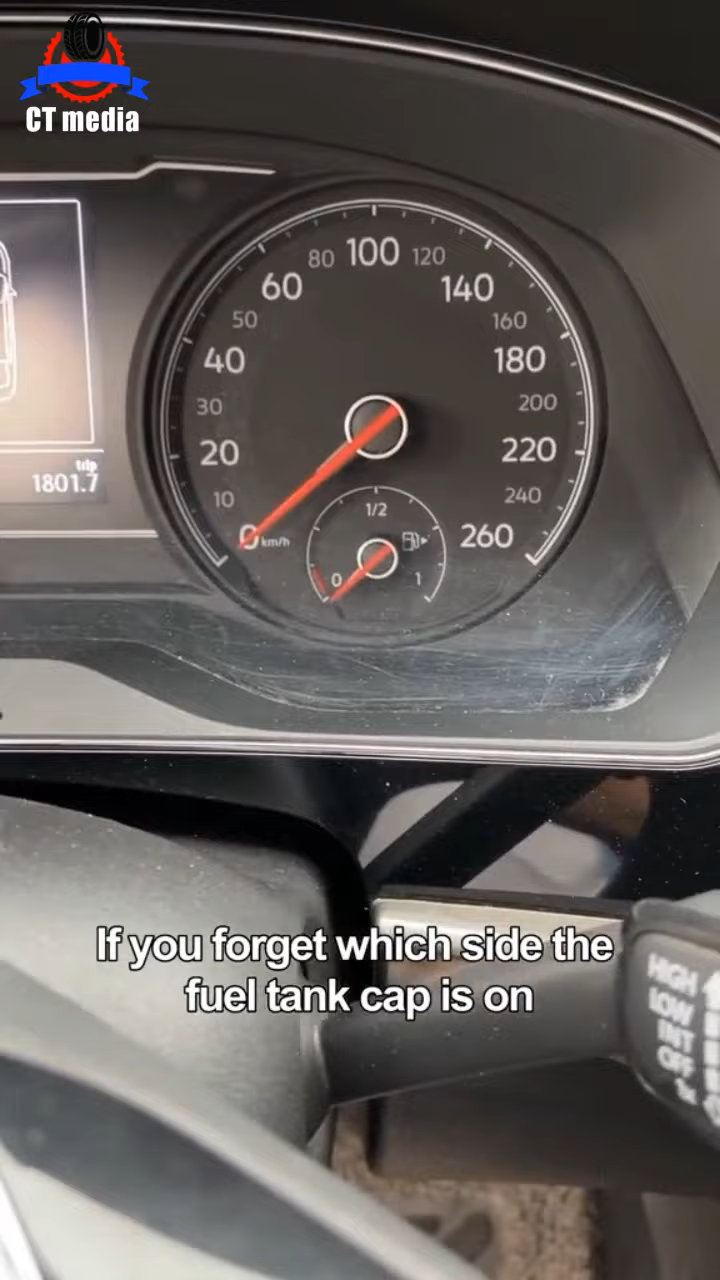 CT media
80 100 120
60 140
50 160
40 180
30 200
20 220
trip
1801.7
10 240
1/2
0 km/h 260
0 1
If you forget which side the
fuel tank cap is on
HIGH
LOW
INT
OFF
1x